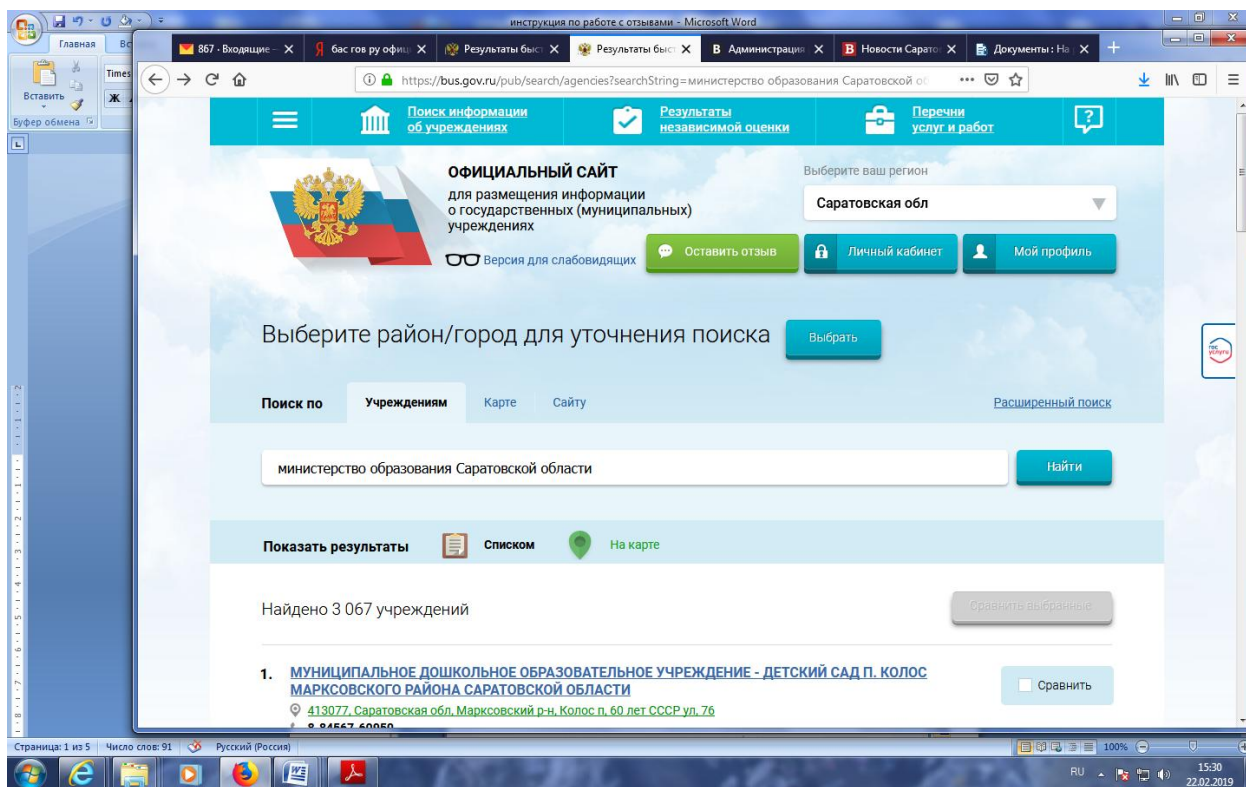 инструкция по работе с отзывами - Microsoft Word
Главная
Вс
867 - Входящие –
бас гов ру офиц
Результаты быст
Результаты быст
Администрация
Новости Сарато
Документы : На
Times
Вставить
Ж
Буфер обмена
https://bus.gov.ru/pub/search/agencies?searchString=министерство образования Саратовской об
Поиск информации
об учреждениях
Результаты
независимой оценки
Перечни
услуг и работ
ОФИЦИАЛЬНЫЙ САЙТ
для размещения информации
о государственных (муниципальных)
учреждениях
Версия для слабовидящих
Выберите ваш регион
Саратовская обл
Оставить отзыв
Личный кабинет
Мой профиль
Выберите район/город для уточнения поиска
Выбрать
гос
услуги
Поиск по
Учреждениям
Карте
Сайту
Расширенный поиск
министерство образования Саратовской области
Найти
Показать результаты
Списком
На карте
Найдено 3 067 учреждений
Сравнить выбранные
1. МУНИЦИПАЛЬНОЕ ДОШКОЛЬНОЕ ОБРАЗОВАТЕЛЬНОЕ УЧРЕЖДЕНИЕ - ДЕТСКИЙ САД П. КОЛОС
МАРКСОВСКОГО РАЙОНА САРАТОВСКОЙ ОБЛАСТИ
Сравнить
413077, Саратовская обл, Марксовский р-н, Колос п, 60 лет СССР ул, 76
8-84567-60050
Страница: 1 из 5
Число слов: 91
Русский (Россия)
100%
RU
15:30
22.02.2019